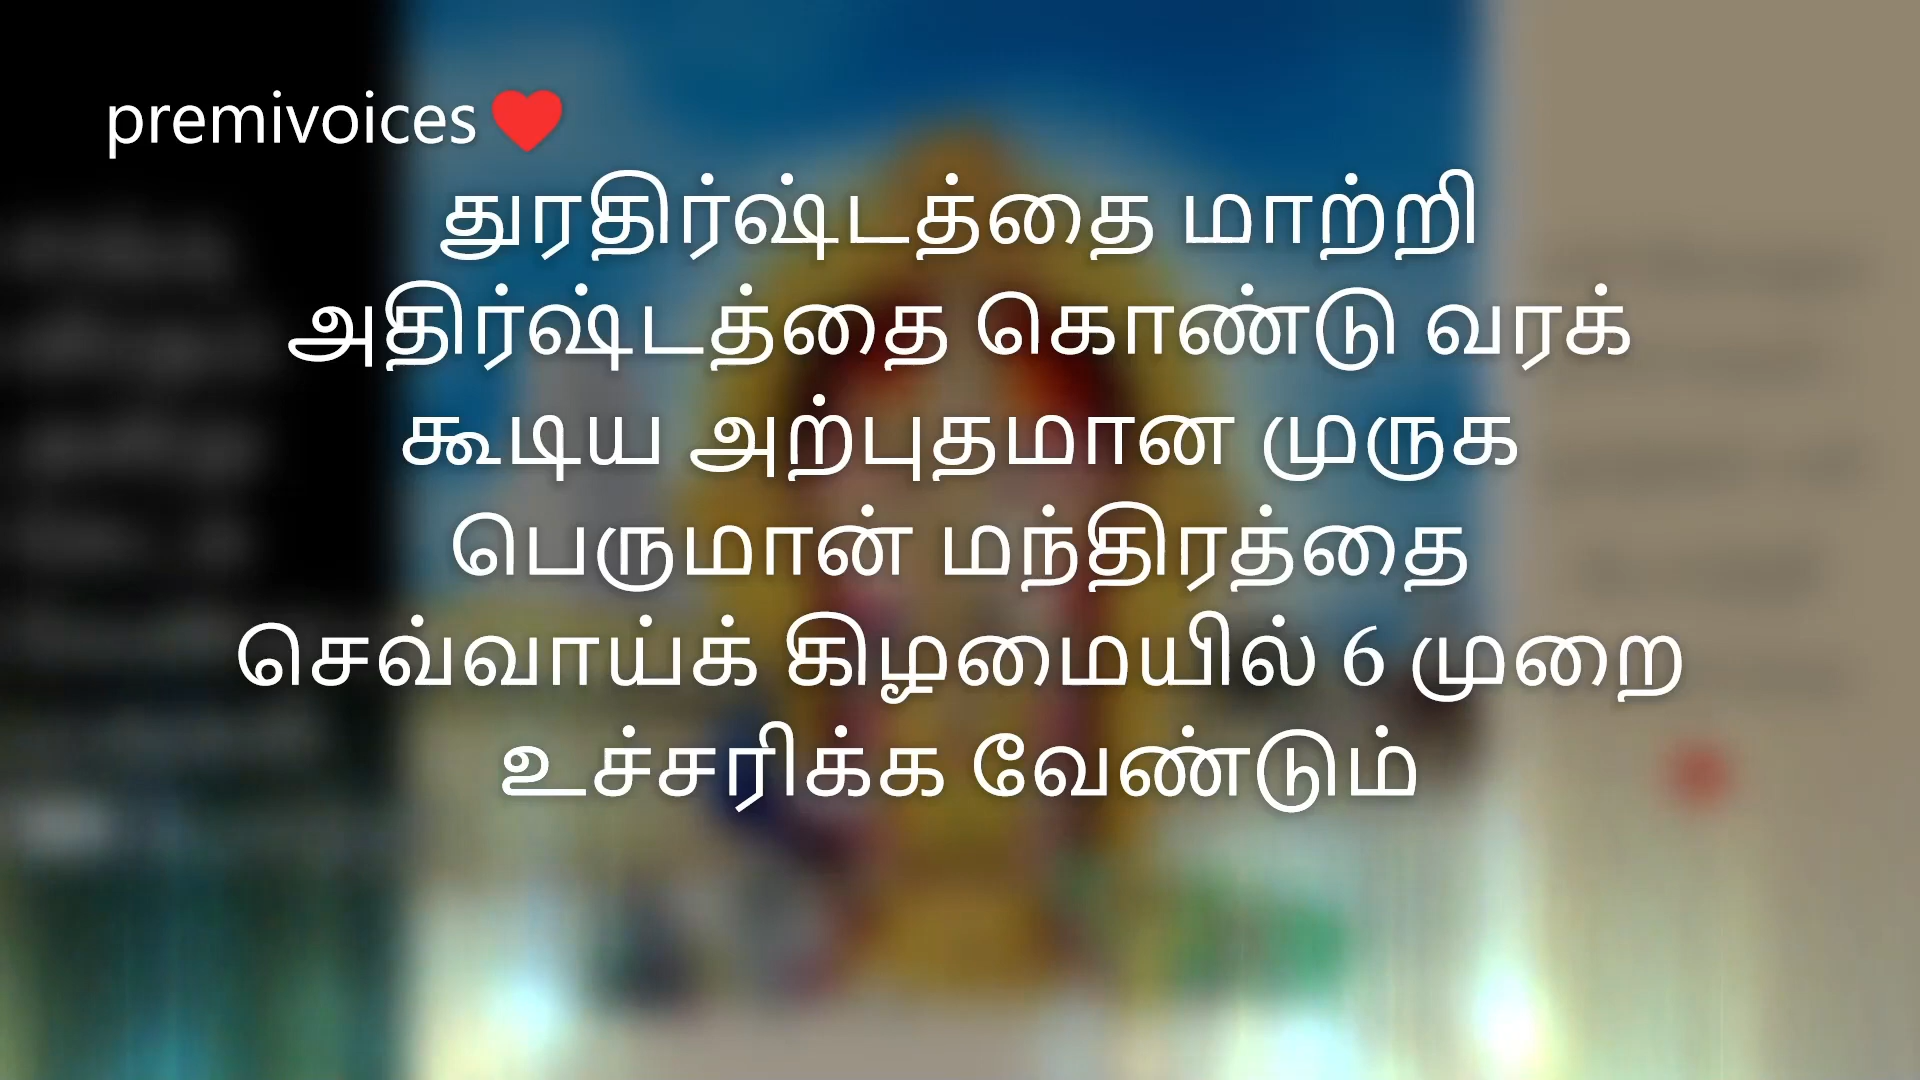 premivoices❤
துரதிர்ஷ்டத்தை மாற்றி
அதிர்ஷ்டத்தை கொண்டு வரக்
கூடிய அற்புதமான முருக
பெருமான் மந்திரத்தை
செவ்வாய்க் கிழமையில் 6 முறை
உச்சரிக்க வேண்டும்